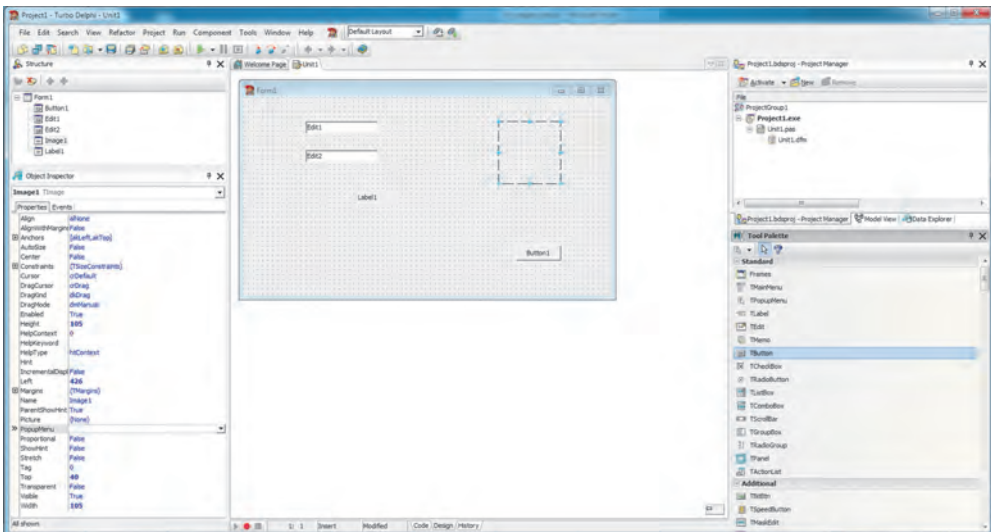 Project1 - Turbo Delphi - Unit1
File Edit Search View Refactor Project Run Component Tools Window Help Default Layout
Structure
Form1
Button1
Edit1
Edit2
Image1
Label1
Object Inspector
Image1 TImage
Properties Events
Align alNone
AlignWithMargins False
Anchors [akLeft,akTop]
AutoSize False
Center False
Constraints (TSizeConstraints)
Cursor crDefault
DragCursor crDrag
DragKind dkDrag
DragMode dmManual
Enabled True
Height 105
HelpContext 0
HelpKeyword
HelpType htContext
Hint
IncrementalDispl False
Left 426
Margins (TMargins)
Name Image1
ParentShowHint True
Picture (None)
PopupMenu
Proportional False
ShowHint False
Stretch False
Tag 0
Top 40
Transparent False
Visible True
Width 105
All shown
Welcome Page Unit1
Form1
Edit1
Edit2
Label1
Button1
1: 1 Insert Modified Code Design History
Project1.bdsproj - Project Manager
Activate New Remove
File
ProjectGroup1
Project1.exe
Unit1.pas
Unit1.dfm
Project1.bdsproj - Project Manager Model View Data Explorer
Tool Palette
Standard
Frames
TMainMenu
TPopupMenu
TLabel
TEdit
TMemo
TButton
TCheckBox
TRadioButton
TListBox
TComboBox
TScrollBar
TGroupBox
TRadioGroup
TPanel
TActionList
Additional
TBitBtn
TSpeedButton
TMaskEdit